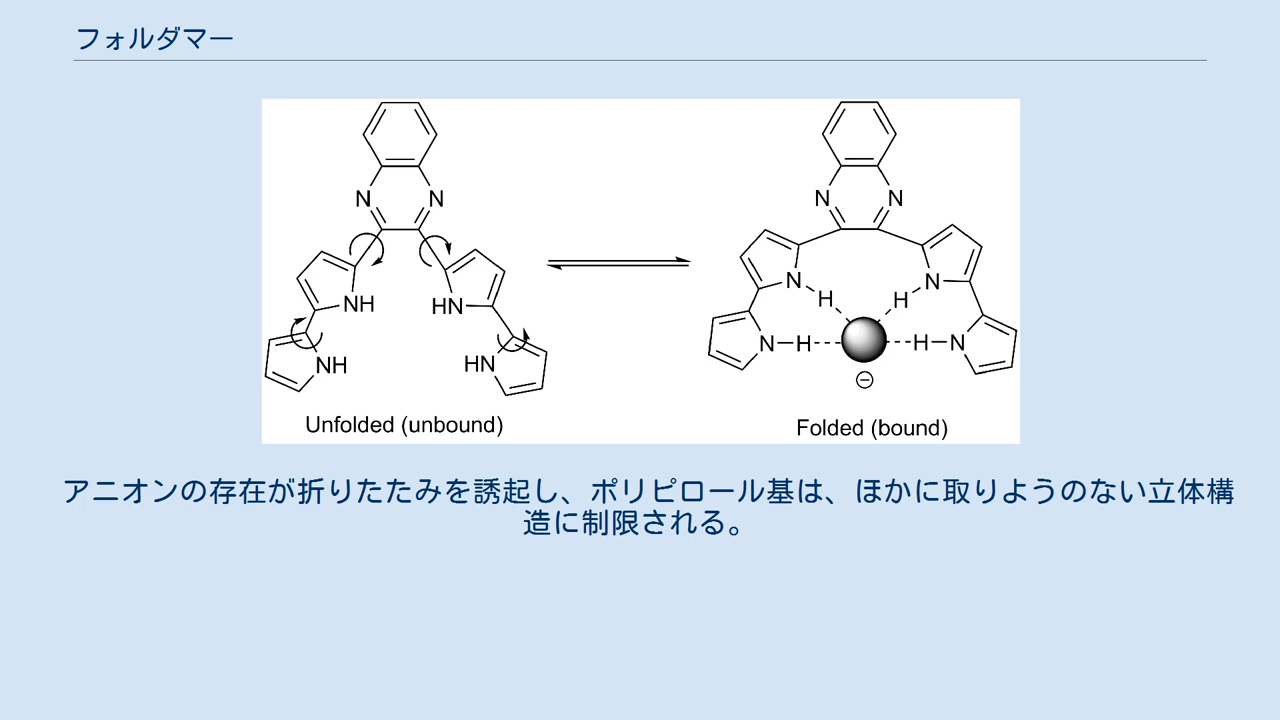 フォルダマー
N N
NH HN
NH HN
N N
N H H N
N H H N
⊖
Unfolded (unbound) Folded (bound)
アニオンの存在が折りたたみを誘起し、ポリピロール基は、ほかに取りようのない立体構
造に制限される。